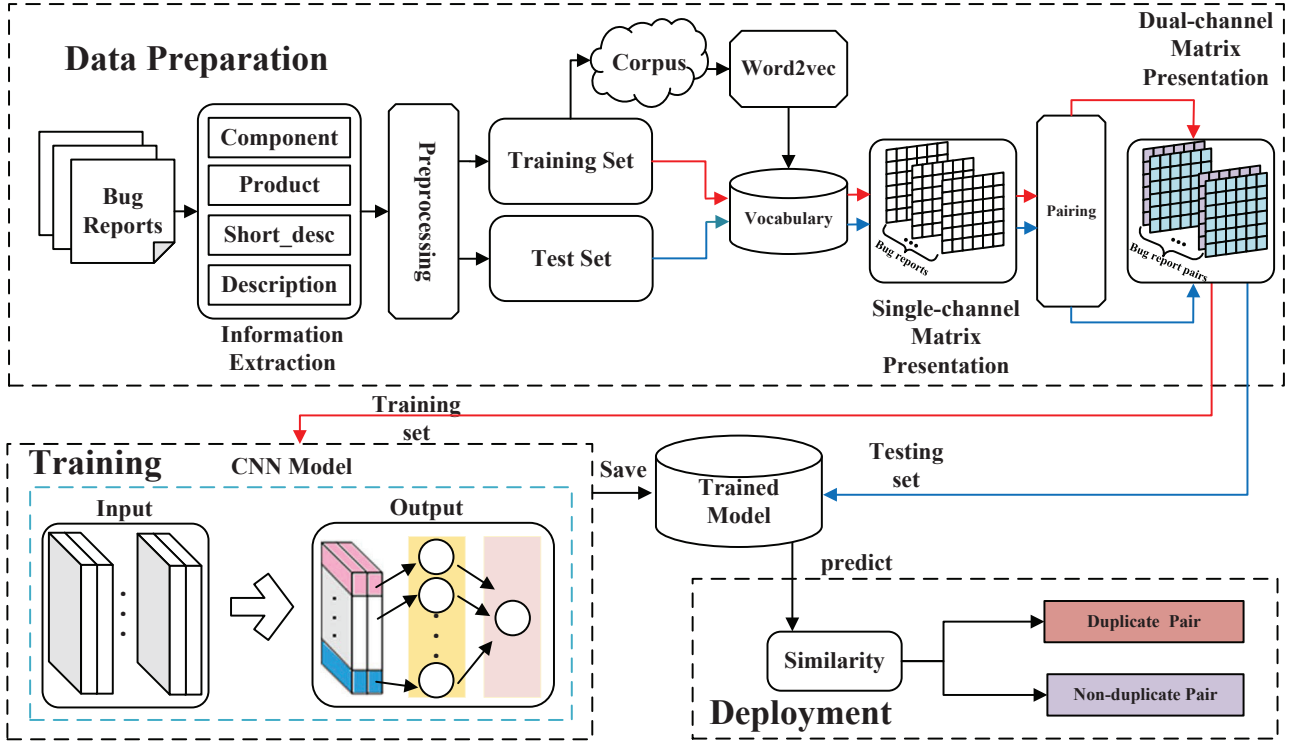 Data Preparation
Bug
Reports
Component
Product
Short_desc
Description
Information
Extraction
Preprocessing
Training Set
Test Set
Corpus
Word2vec
Vocabulary
...
Bug reports
Single-channel
Matrix
Presentation
Pairing
Dual-channel
Matrix
Presentation
...
Bug report pairs
Training
set
Testing
set
Training
CNN Model
Input
Output
Save
Trained
Model
predict
Similarity
Duplicate Pair
Non-duplicate Pair
Deployment